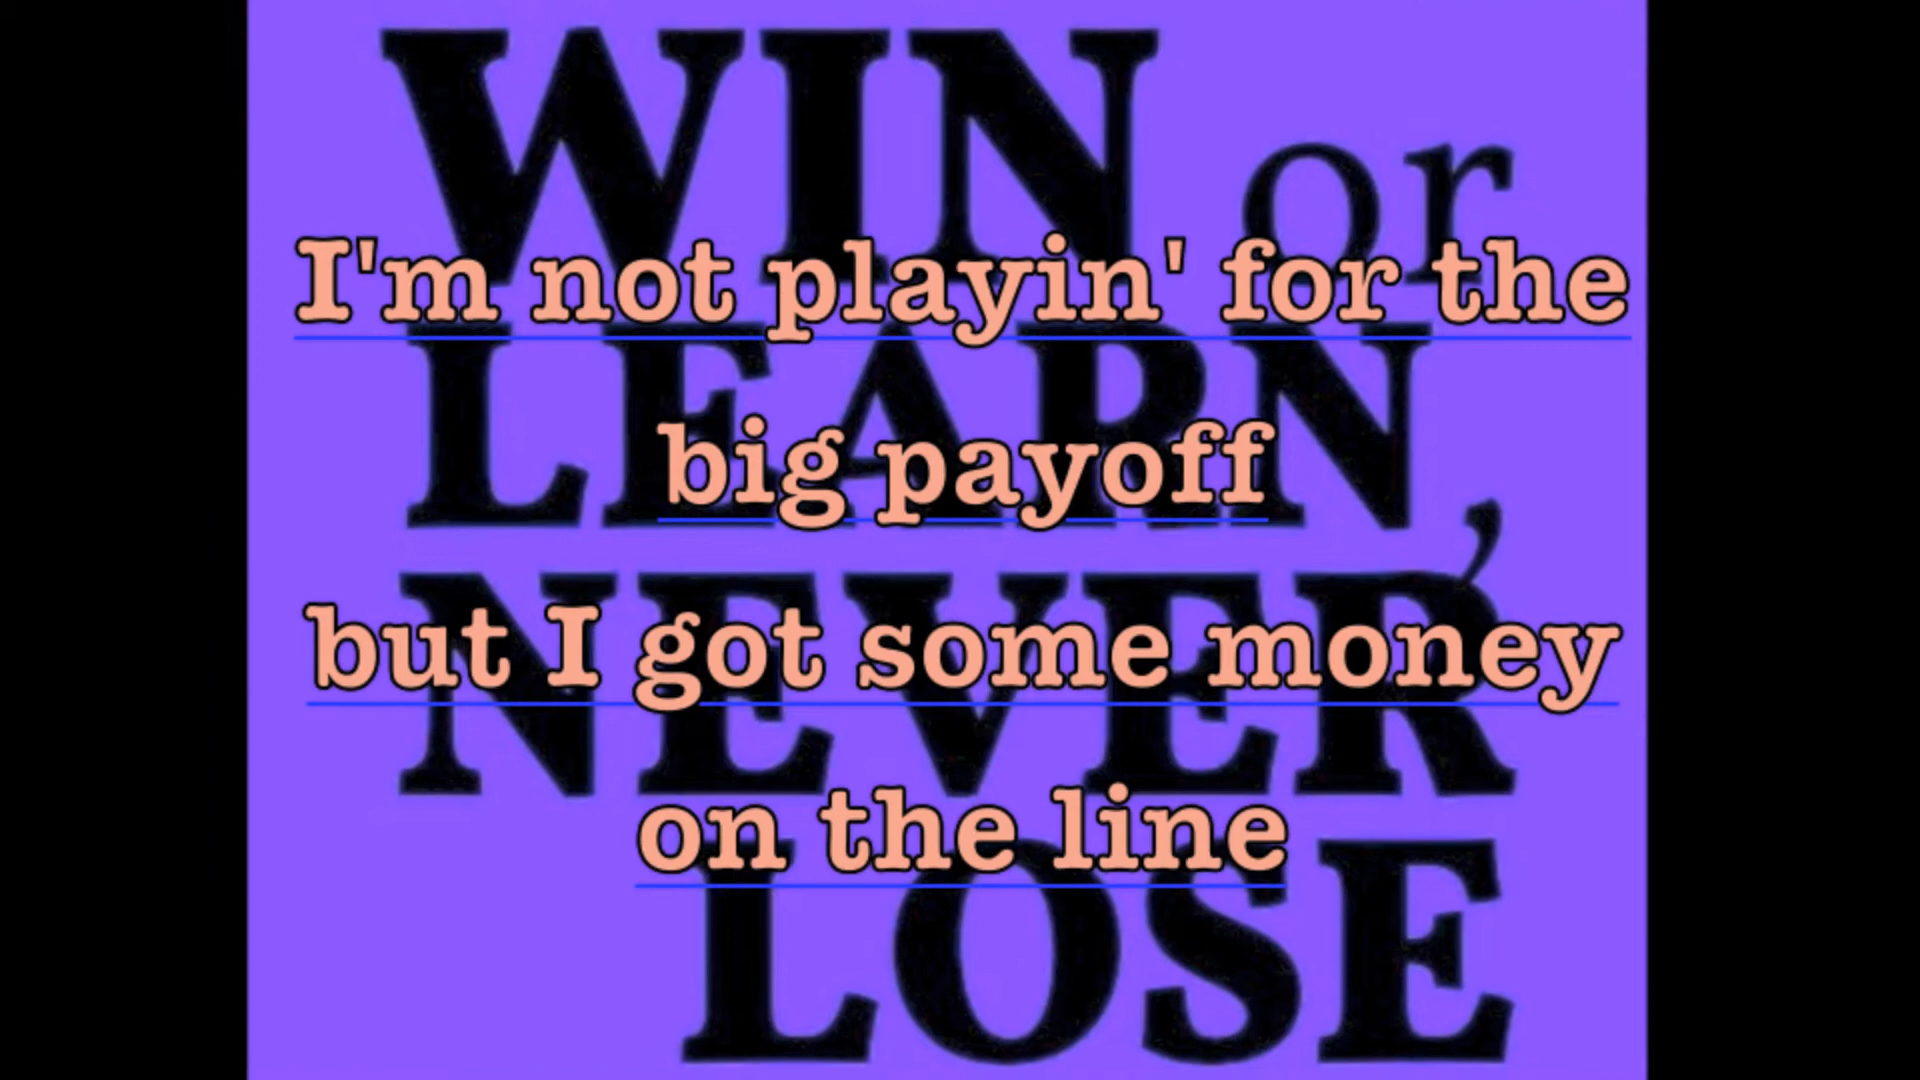 WIN or
I'm not playin' for the
LEARN,
big payoff
NEVER
but I got some money
on the line
LOSE